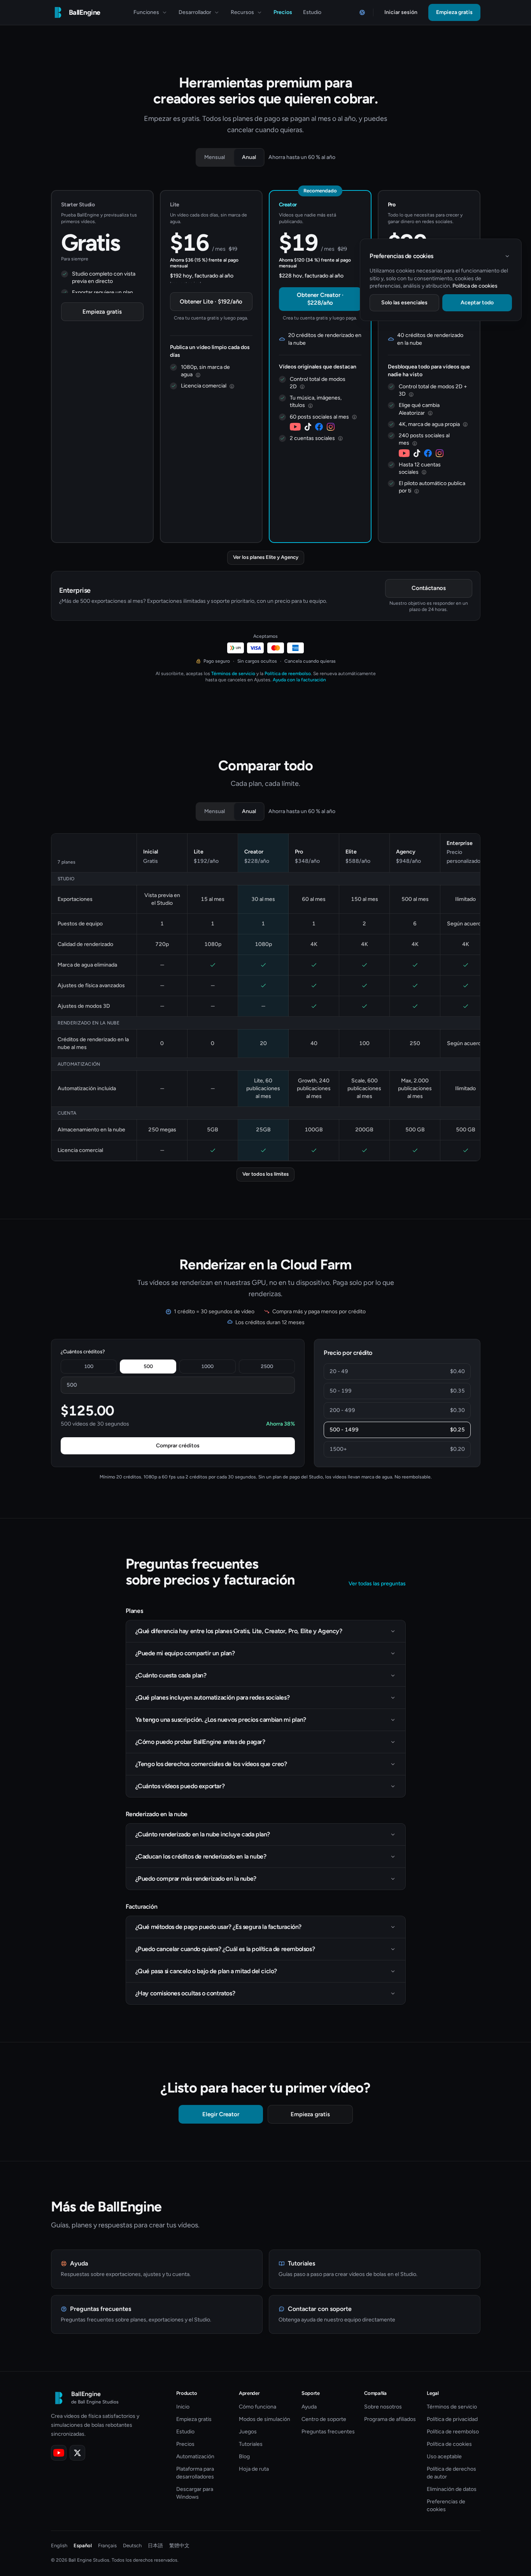 BallEngine
Funciones
Desarrollador
Recursos
Precios
Estudio
Iniciar sesión
Empieza gratis
Herramientas premium para
creadores serios que quieren cobrar.
Empezar es gratis. Todos los planes de pago se pagan al mes o al año, y puedes
cancelar cuando quieras.
Mensual
Anual
Ahorra hasta un 60 % al año
Starter Studio
Prueba BallEngine y previsualiza tus
primeros vídeos.
Gratis
Para siempre
Studio completo con vista
previa en directo
Empieza gratis
Lite
Un vídeo cada dos días, sin marca de
agua.
$16 / mes $19
Ahorra $36 (15 %) frente al pago
mensual
$192 hoy, facturado al año
Obtener Lite · $192/año
Crea tu cuenta gratis y luego paga.
Publica un vídeo limpio cada dos
días
1080p, sin marca de
agua
Licencia comercial
Recomendado
Creator
Vídeos que nadie más está
publicando.
$19 / mes $29
Ahorra $120 (34 %) frente al pago
mensual
$228 hoy, facturado al año
Obtener Creator ·
$228/año
Crea tu cuenta gratis y luego paga.
20 créditos de renderizado en
la nube
Vídeos originales que destacan
Control total de modos
2D
Tu música, imágenes,
títulos
60 posts sociales al mes
2 cuentas sociales
Pro
Todo lo que necesitas para crecer y
ganar dinero en redes sociales.
Preferencias de cookies
Utilizamos cookies necesarias para el funcionamiento del
sitio y, solo con tu consentimiento, cookies de
preferencias, análisis y atribución. Política de cookies
Solo las esenciales
Aceptar todo
40 créditos de renderizado
en la nube
Desbloquea todo para vídeos que
nadie ha visto
Control total de modos 2D +
3D
Elige qué cambia
Aleatorizar
4K, marca de agua propia
240 posts sociales al
mes
Hasta 12 cuentas
sociales
El piloto automático publica
por ti
Ver los planes Elite y Agency
Enterprise
¿Más de 500 exportaciones al mes? Exportaciones ilimitadas y soporte prioritario, con un precio para tu equipo.
Contáctanos
Nuestro objetivo es responder en un
plazo de 24 horas.
Aceptamos
VISA
Pago seguro · Sin cargos ocultos · Cancela cuando quieras
Al suscribirte, aceptas los Términos de servicio y la Política de reembolso. Se renueva automáticamente
hasta que canceles en Ajustes. Ayuda con la facturación
Comparar todo
Cada plan, cada límite.
Mensual
Anual
Ahorra hasta un 60 % al año
7 planes
Inicial
Gratis
Lite
$192/año
Creator
$228/año
Pro
$348/año
Elite
$588/año
Agency
$948/año
Enterprise
Precio
personalizado
STUDIO
Exportaciones
Vista previa en
el Studio
15 al mes
30 al mes
60 al mes
150 al mes
500 al mes
Ilimitado
Puestos de equipo
1
1
1
1
2
6
Según acuerd
Calidad de renderizado
720p
1080p
1080p
4K
4K
4K
4K
Marca de agua eliminada
—
Ajustes de física avanzados
—
—
Ajustes de modos 3D
—
—
—
RENDERIZADO EN LA NUBE
Créditos de renderizado en la
nube al mes
0
0
20
40
100
250
Según acuerd
AUTOMATIZACIÓN
Automatización incluida
—
—
Lite, 60
publicaciones
al mes
Growth, 240
publicaciones
al mes
Scale, 600
publicaciones
al mes
Max, 2.000
publicaciones
al mes
Ilimitado
CUENTA
Almacenamiento en la nube
250 megas
5GB
25GB
100GB
200GB
500 GB
500 GB
Licencia comercial
—
Ver todos los límites
Renderizar en la Cloud Farm
Tus vídeos se renderizan en nuestras GPU, no en tu dispositivo. Paga solo por lo que
renderizas.
1 crédito = 30 segundos de vídeo
Compra más y paga menos por crédito
Los créditos duran 12 meses
¿Cuántos créditos?
100
500
1000
2500
500
$125.00
500 vídeos de 30 segundos
Ahorra 38%
Comprar créditos
Precio por crédito
20 - 49 $0.40
50 - 199 $0.35
200 - 499 $0.30
500 - 1499 $0.25
1500+ $0.20
Mínimo 20 créditos. 1080p a 60 fps usa 2 créditos por cada 30 segundos. Sin un plan de pago del Studio, los vídeos llevan marca de agua. No reembolsable.
Preguntas frecuentes
sobre precios y facturación
Ver todas las preguntas
Planes
¿Qué diferencia hay entre los planes Gratis, Lite, Creator, Pro, Elite y Agency?
¿Puede mi equipo compartir un plan?
¿Cuánto cuesta cada plan?
¿Qué planes incluyen automatización para redes sociales?
Ya tengo una suscripción. ¿Los nuevos precios cambian mi plan?
¿Cómo puedo probar BallEngine antes de pagar?
¿Tengo los derechos comerciales de los vídeos que creo?
¿Cuántos vídeos puedo exportar?
Renderizado en la nube
¿Cuánto renderizado en la nube incluye cada plan?
¿Caducan los créditos de renderizado en la nube?
¿Puedo comprar más renderizado en la nube?
Facturación
¿Qué métodos de pago puedo usar? ¿Es segura la facturación?
¿Puedo cancelar cuando quiera? ¿Cuál es la política de reembolsos?
¿Qué pasa si cancelo o bajo de plan a mitad del ciclo?
¿Hay comisiones ocultas o contratos?
¿Listo para hacer tu primer vídeo?
Elegir Creator
Empieza gratis
Más de BallEngine
Guías, planes y respuestas para crear tus vídeos.
Ayuda
Respuestas sobre exportaciones, ajustes y tu cuenta.
Tutoriales
Guías paso a paso para crear vídeos de bolas en el Studio.
Preguntas frecuentes
Preguntas frecuentes sobre planes, exportaciones y el Studio.
Contactar con soporte
Obtenga ayuda de nuestro equipo directamente
BallEngine
de Ball Engine Studios
Crea vídeos de física satisfactorios y
simulaciones de bolas rebotantes
sincronizadas.
Producto
Inicio
Empieza gratis
Estudio
Precios
Automatización
Plataforma para
desarrolladores
Descargar para
Windows
Aprender
Cómo funciona
Modos de simulación
Juegos
Tutoriales
Blog
Hoja de ruta
Soporte
Ayuda
Centro de soporte
Preguntas frecuentes
Compañía
Sobre nosotros
Programa de afiliados
Legal
Términos de servicio
Política de privacidad
Política de reembolso
Política de cookies
Uso aceptable
Política de derechos
de autor
Eliminación de datos
Preferencias de
cookies
English
Español
Français
Deutsch
日本語
繁體中文
© 2026 Ball Engine Studios. Todos los derechos reservados.